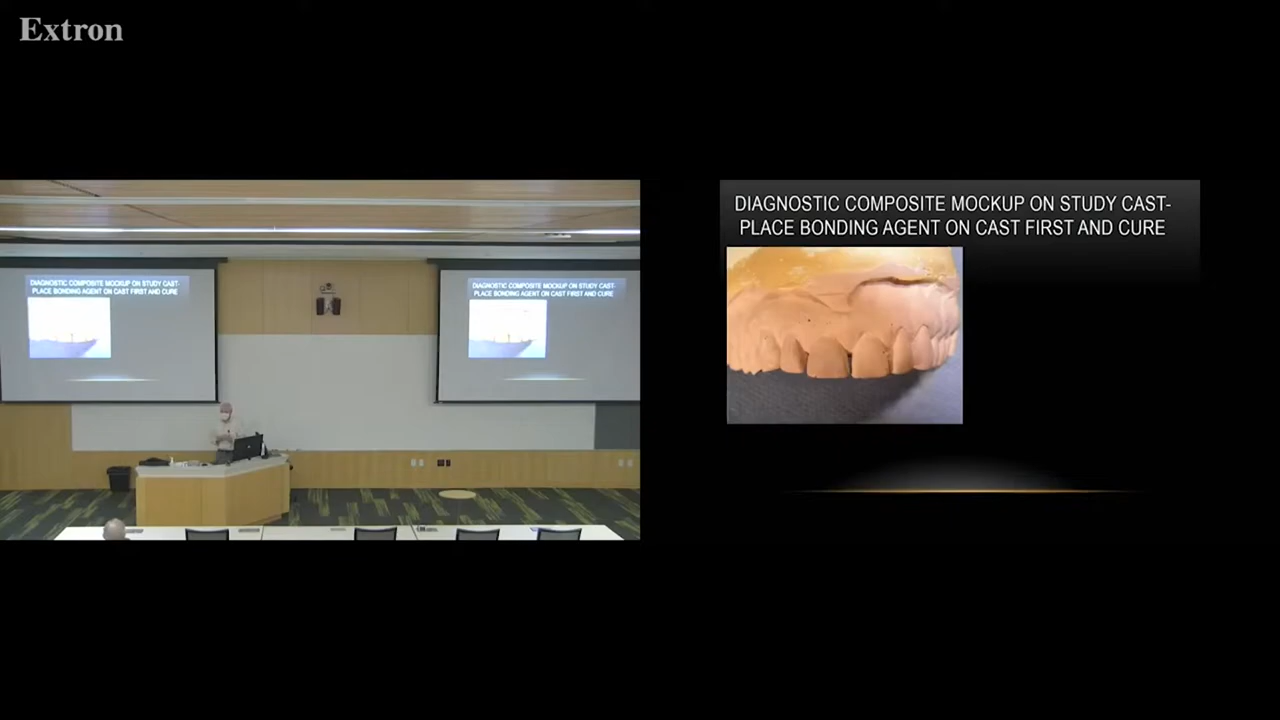 Extron
DIAGNOSTIC COMPOSITE MOCKUP ON STUDY CAST-
PLACE BONDING AGENT ON CAST FIRST AND CURE
DIAGNOSTIC COMPOSITE MOCKUP ON STUDY CAST-
PLACE BONDING AGENT ON CAST FIRST AND CURE
DIAGNOSTIC COMPOSITE MOCKUP ON STUDY CAST-
PLACE BONDING AGENT ON CAST FIRST AND CURE